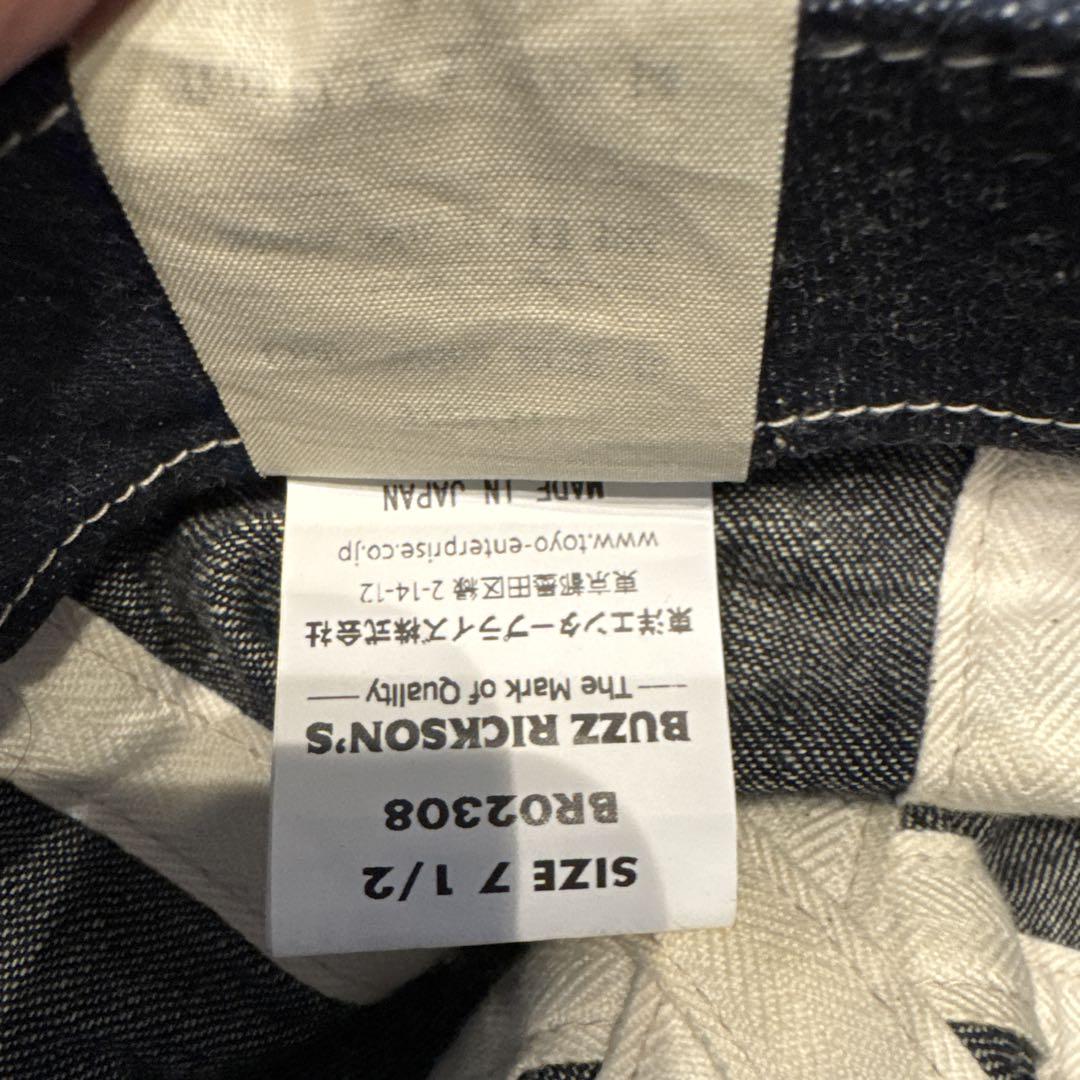 SIZE 7 1/2
BR02308
BUZZ RICKSON'S
The Mark of Quality
東洋エンタープライズ株式会社
東京都墨田区緑 2-14-12
www.toyo-enterprise.co.jp
MADE IN JAPAN